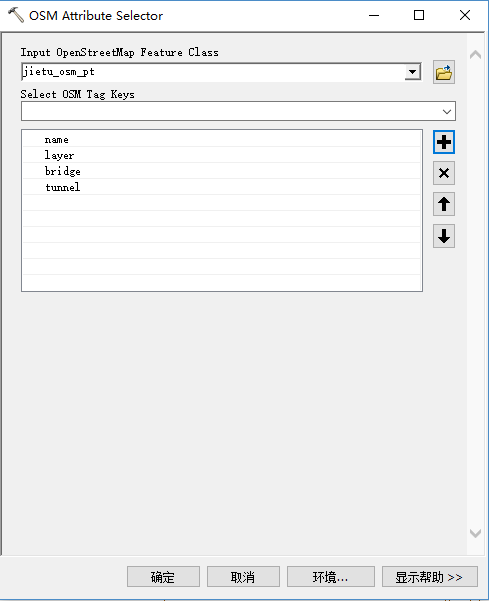 OSM Attribute Selector
Input OpenStreetMap Feature Class
jietu_osm_pt
Select OSM Tag Keys
name
layer
bridge
tunnel
确定
取消
环境...
显示帮助 >>